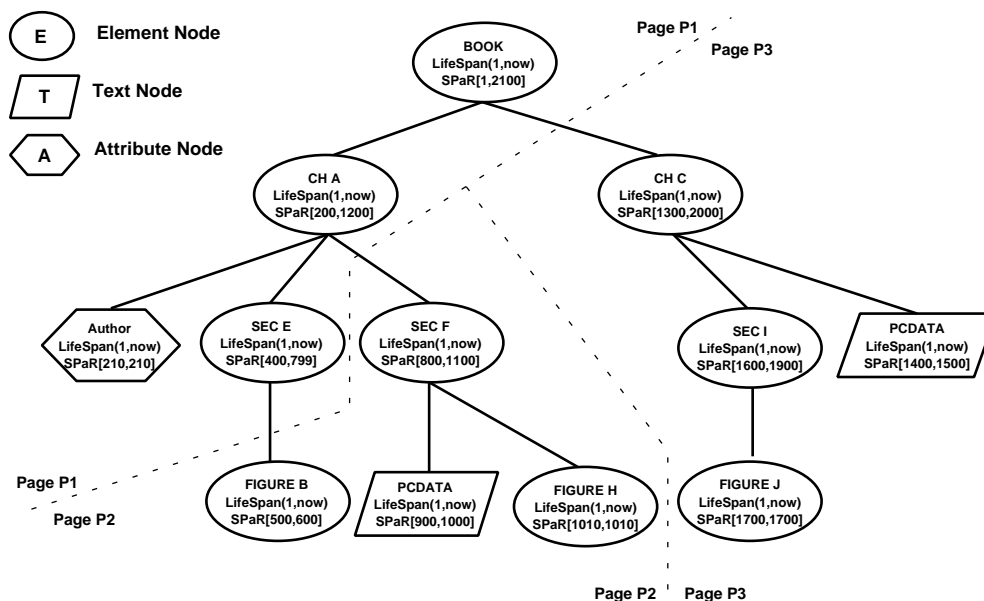 E
Element Node
T
Text Node
A
Attribute Node
Page P1
Page P3
BOOK
LifeSpan(1,now)
SPaR[1,2100]
CH A
LifeSpan(1,now)
SPaR[200,1200]
CH C
LifeSpan(1,now)
SPaR[1300,2000]
Author
LifeSpan(1,now)
SPaR[210,210]
SEC E
LifeSpan(1,now)
SPaR[400,799]
SEC F
LifeSpan(1,now)
SPaR[800,1100]
SEC I
LifeSpan(1,now)
SPaR[1600,1900]
PCDATA
LifeSpan(1,now)
SPaR[1400,1500]
Page P1
Page P2
FIGURE B
LifeSpan(1,now)
SPaR[500,600]
PCDATA
LifeSpan(1,now)
SPaR[900,1000]
FIGURE H
LifeSpan(1,now)
SPaR[1010,1010]
FIGURE J
LifeSpan(1,now)
SPaR[1700,1700]
Page P2
Page P3